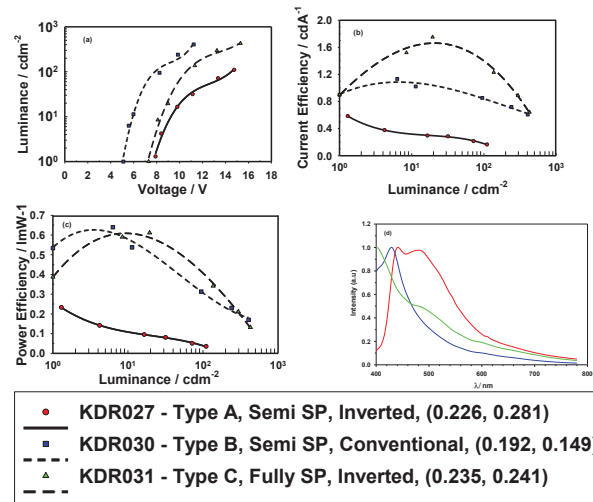 (a)
Luminance / cdm-2
10³
10²
10¹
10⁰
0 2 4 6 8 10 12 14 16 18
Voltage / V
(b)
Current Efficiency / cdA-1
2.0
1.6
1.2
0.8
0.4
0.0
10⁰ 10¹ 10² 10³
Luminance / cdm-2
(c)
Power Efficiency / lmW-1
0.7
0.6
0.5
0.4
0.3
0.2
0.1
0.0
10⁰ 10¹ 10² 10³
Luminance / cdm-2
(d)
Intensity (a.u)
1.0
0.8
0.6
0.4
0.2
0.0
400 500 600 700 800
λ/ nm
KDR027 - Type A, Semi SP, Inverted, (0.226, 0.281)
KDR030 - Type B, Semi SP, Conventional, (0.192, 0.149)
KDR031 - Type C, Fully SP, Inverted, (0.235, 0.241)